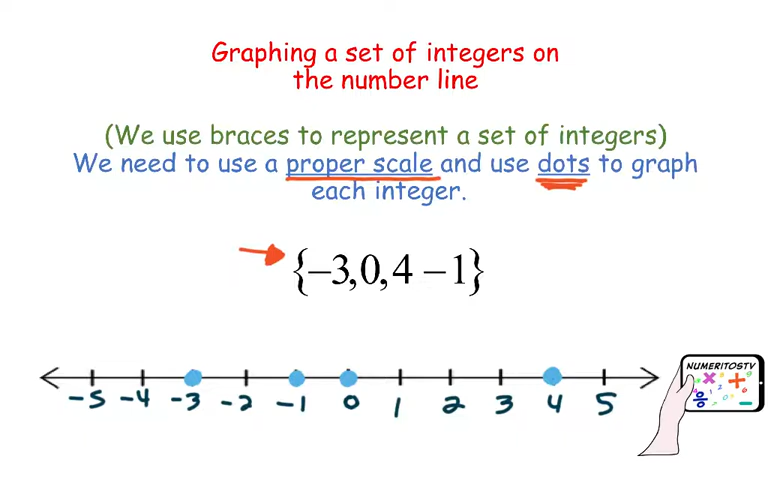 Graphing a set of integers on
the number line
(We use braces to represent a set of integers)
We need to use a proper scale and use dots to graph
each integer.
{−3,0,4 −1}
-5 -4 -3 -2 -1 0 1 2 3 4 5
NUMERITOSTV